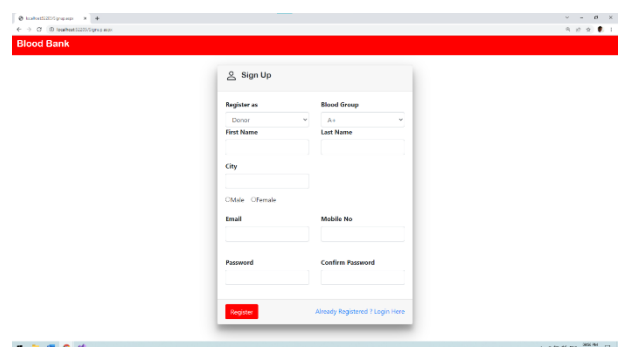 Blood Bank
Sign Up
Register as Blood Group
Donor A+
First Name Last Name
City
Male Female
Email Mobile No
Password Confirm Password
Register Already Registered ? Login Here